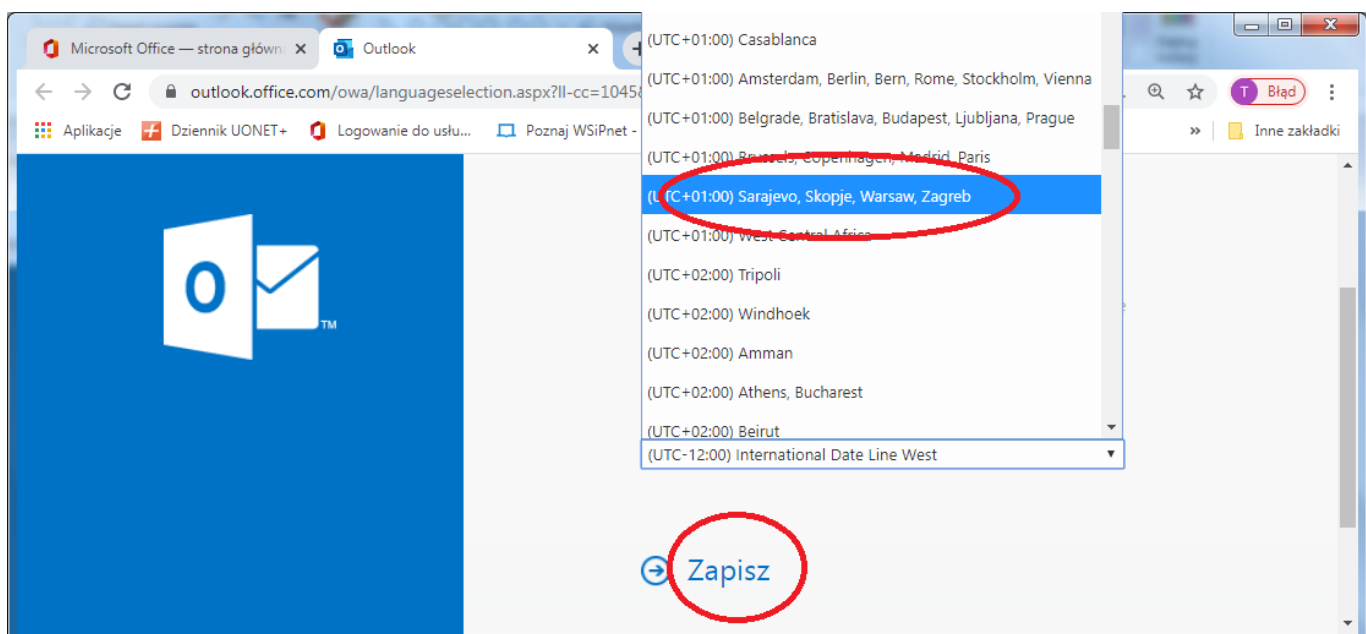 Microsoft Office — strona główn
Outlook
outlook.office.com/owa/languageselection.aspx?ll-cc=1045
T Błąd
Aplikacje
Dziennik UONET+
Logowanie do usłu...
Poznaj WSiPnet -
»
Inne zakładki
O
TM
(UTC+01:00) Casablanca
(UTC+01:00) Amsterdam, Berlin, Bern, Rome, Stockholm, Vienna
(UTC+01:00) Belgrade, Bratislava, Budapest, Ljubljana, Prague
(UTC+01:00) Brussels, Copenhagen, Madrid, Paris
(UTC+01:00) Sarajevo, Skopje, Warsaw, Zagreb
(UTC+01:00) West Central Africa
(UTC+02:00) Tripoli
(UTC+02:00) Windhoek
(UTC+02:00) Amman
(UTC+02:00) Athens, Bucharest
(UTC+02:00) Beirut
(UTC-12:00) International Date Line West
Zapisz